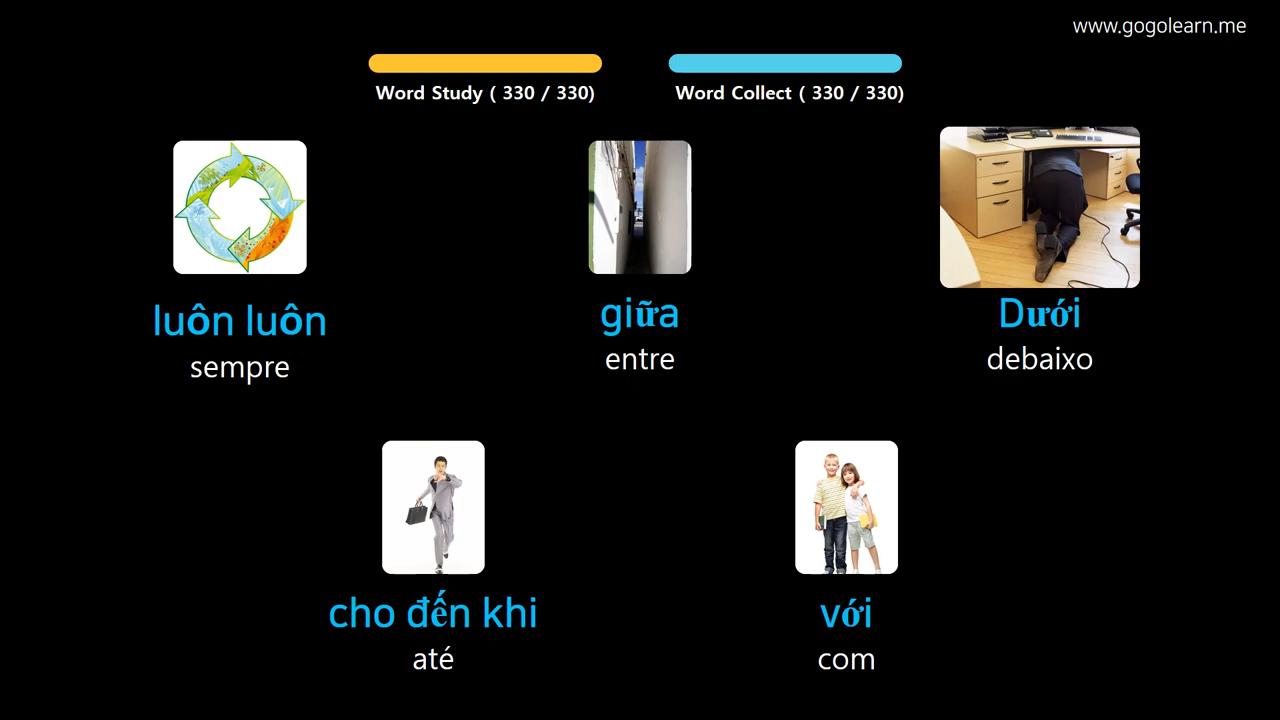 www.gogolearn.me
Word Study ( 330 / 330)
Word Collect ( 330 / 330)
luôn luôn
sempre
giữa
entre
Dưới
debaixo
cho đến khi
até
với
com